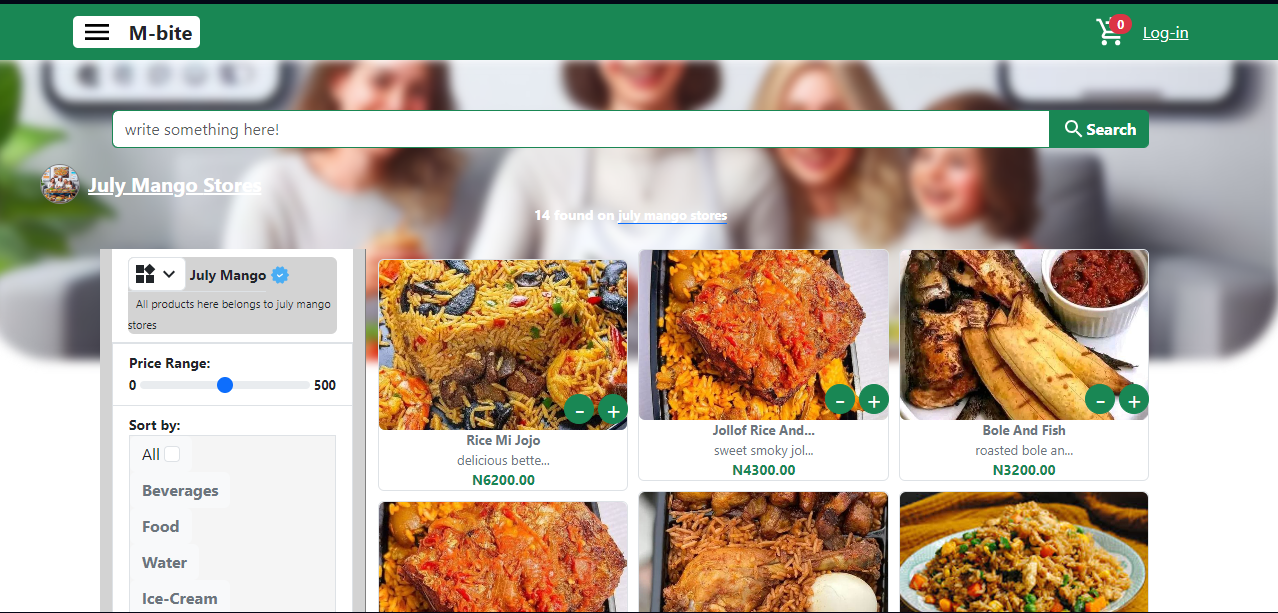 M-bite
0
Log-in
write something here!
Search
July Mango Stores
14 found on july mango stores
July Mango
All products here belongs to july mango
stores
Price Range:
0 500
Sort by:
All
Beverages
Food
Water
Ice-Cream
- +
Rice Mi Jojo
delicious bette...
N6200.00
- +
Jollof Rice And...
sweet smoky jol...
N4300.00
- +
Bole And Fish
roasted bole an...
N3200.00